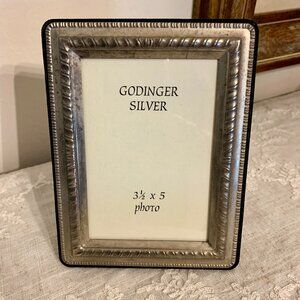 GODINGER
SILVER
3½ x 5
photo